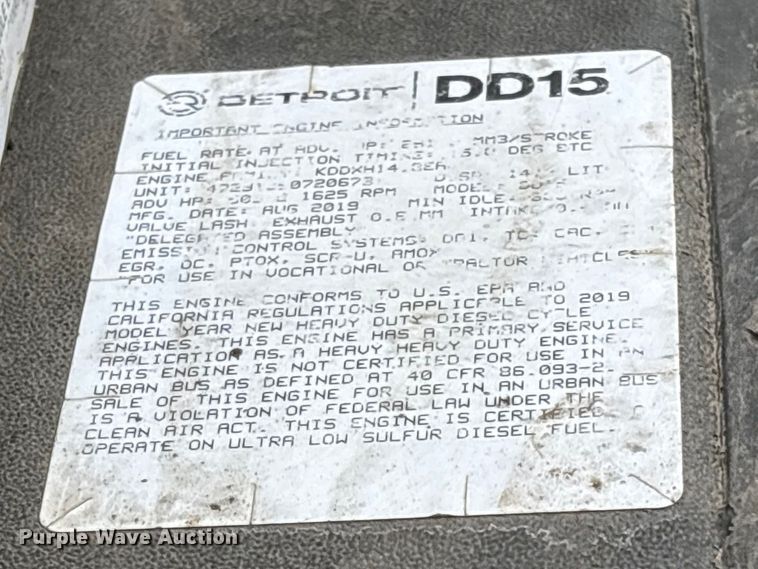 DETROIT DD15
IMPORTANT ENGINE INFORMATION
FUEL RATE AT ADV. MM3/STROKE
INITIAL INJECTION TIMING: DEG BTC
ENGINE LIT
UNIT: 0720673
ADV HP: 1625 RPM MODEL:
MFG. DATE: AUG 2019 MIN IDLE:
VALVE LASH, EXHAUST MM INTAKE
"DELEGATED ASSEMBLY
EMISSION CONTROL SYSTEMS: CAC,
EGR, OC, PTOX, SCR-U, AMOX
FOR USE IN VOCATIONAL OR TRACTOR VEHICLES"
THIS ENGINE CONFORMS TO U.S. EPA AND
CALIFORNIA REGULATIONS APPLICABLE TO 2019
MODEL YEAR NEW HEAVY DUTY DIESEL CYCLE
ENGINES. THIS ENGINE HAS A PRIMARY SERVICE
APPLICATION AS A HEAVY HEAVY DUTY ENGINE.
THIS ENGINE IS NOT CERTIFIED FOR USE IN AN
URBAN BUS AS DEFINED AT 40 CFR 86.093-2.
SALE OF THIS ENGINE FOR USE IN AN URBAN BUS
IS A VIOLATION OF FEDERAL LAW UNDER THE
CLEAN AIR ACT. THIS ENGINE IS CERTIFIED
OPERATE ON ULTRA LOW SULFUR DIESEL FUEL.
Purple Wave Auction